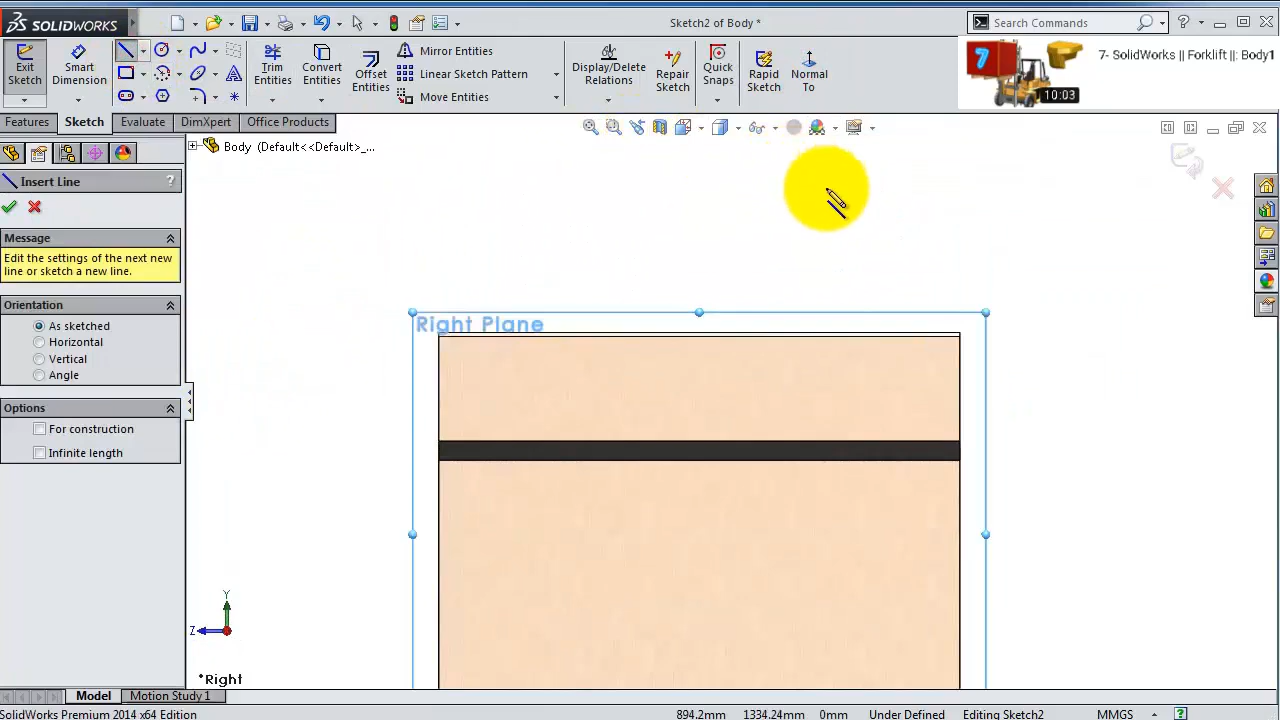 SOLIDWORKS
Sketch2 of Body *
Search Commands
Exit
Sketch
Smart
Dimension
Trim
Entities
Convert
Entities
Offset
Entities
Mirror Entities
Linear Sketch Pattern
Move Entities
Display/Delete
Relations
Repair
Sketch
Quick
Snaps
Rapid
Sketch
Normal
To
7
10:03
7- SolidWorks || Forklift ||: Body1
Features
Sketch
Evaluate
DimXpert
Office Products
Body (Default<<Default>_...
Insert Line
?
Message
Edit the settings of the next new
line or sketch a new line.
Orientation
As sketched
Horizontal
Vertical
Angle
Options
For construction
Infinite length
Right Plane
Y
Z
*Right
Model
Motion Study 1
SolidWorks Premium 2014 x64 Edition
894.2mm
1334.24mm
0mm
Under Defined
Editing Sketch2
MMGS